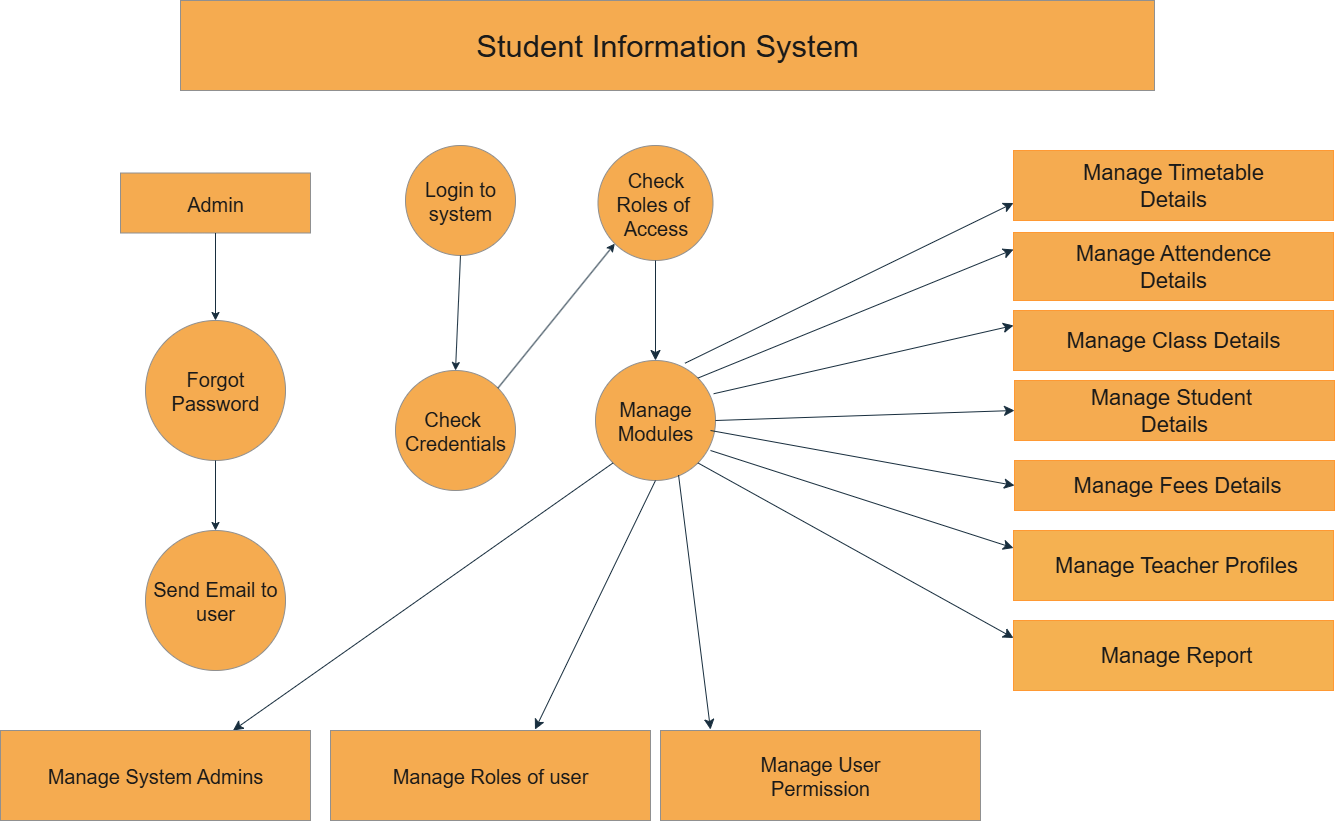 Student Information System
Admin
Login to
system
Check
Roles of
Access
Manage Timetable
Details
Manage Attendence
Details
Manage Class Details
Manage Student
Details
Manage Fees Details
Manage Teacher Profiles
Manage Report
Forgot
Password
Check
Credentials
Manage
Modules
Send Email to
user
Manage System Admins
Manage Roles of user
Manage User
Permission